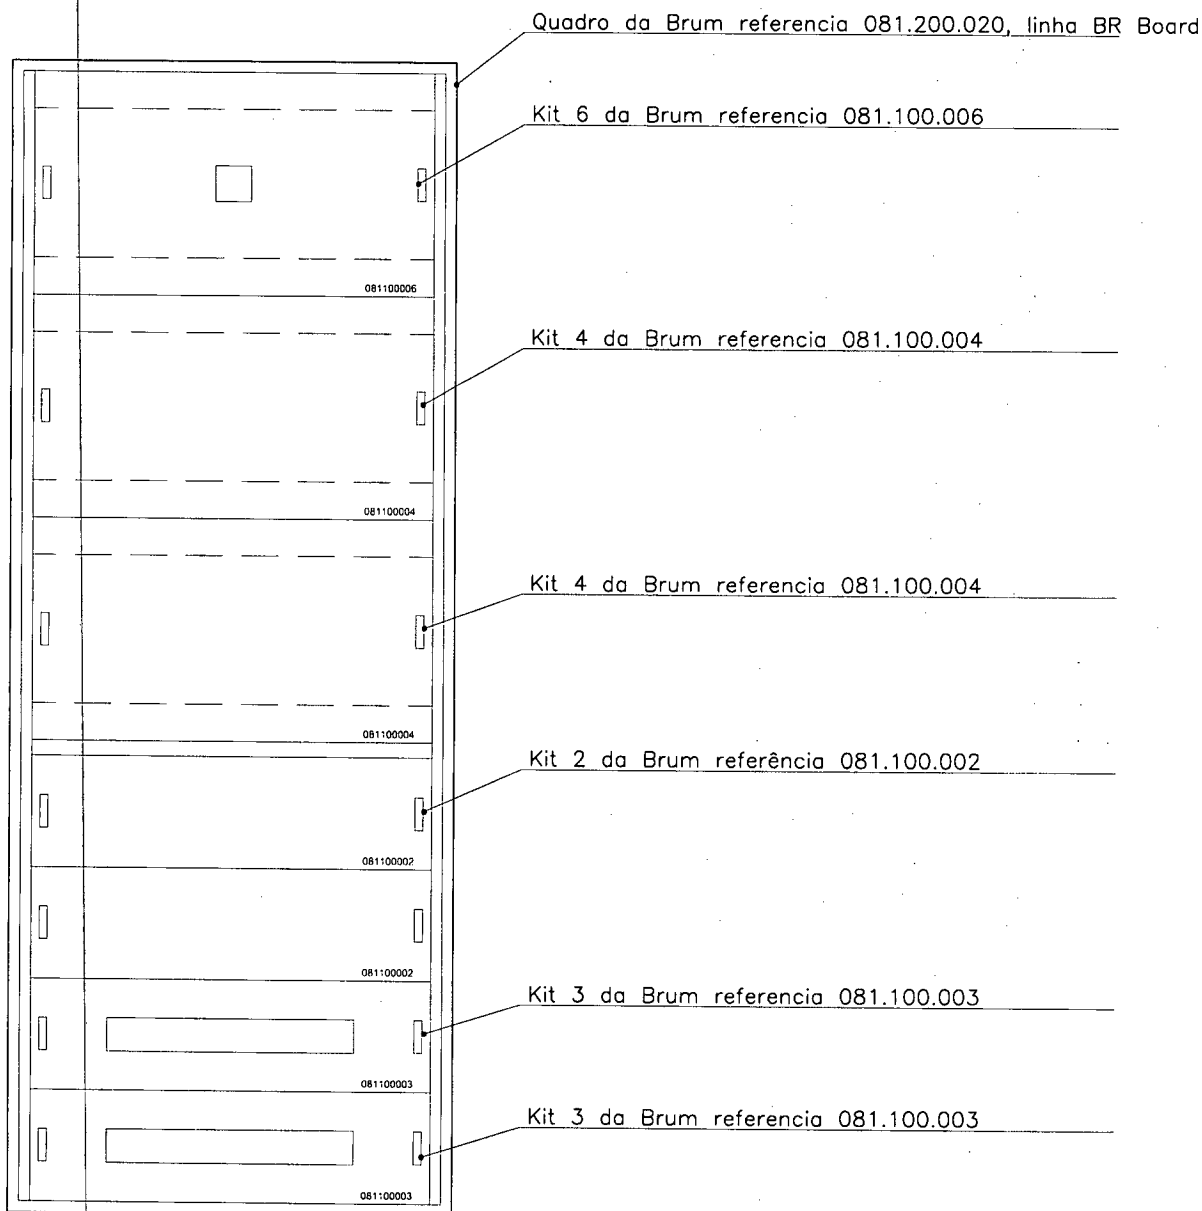 Quadro da Brum referencia 081.200.020, linha BR Board
Kit 6 da Brum referencia 081.100.006
081100006
Kit 4 da Brum referencia 081.100.004
081100004
Kit 4 da Brum referencia 081.100.004
081100004
Kit 2 da Brum referência 081.100.002
081100002
081100002
Kit 3 da Brum referencia 081.100.003
081100003
Kit 3 da Brum referencia 081.100.003
081100003